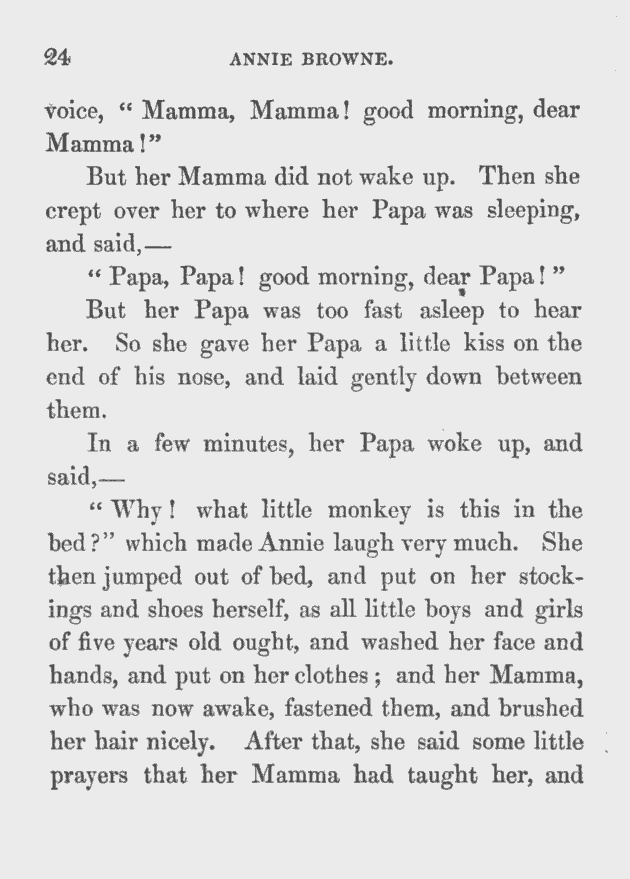 24 ANNIE BROWNE.
voice, “ Mamma, Mamma! good morning, dear
Mamma!”
But her Mamma did not wake up. Then she
crept over her to where her Papa was sleeping,
and said,—
“ Papa, Papa! good morning, dear Papa! ”
But her Papa was too fast asleep to hear
her. So she gave her Papa a little kiss on the
end of his nose, and laid gently down between
them.
In a few minutes, her Papa woke up, and
said,—
“ Why! what little monkey is this in the
bed?” which made Annie laugh very much. She
then jumped out of bed, and put on her stock-
ings and shoes herself, as all little boys and girls
of five years old ought, and washed her face and
hands, and put on her clothes; and her Mamma,
who was now awake, fastened them, and brushed
her hair nicely. After that, she said some little
prayers that her Mamma had taught her, and